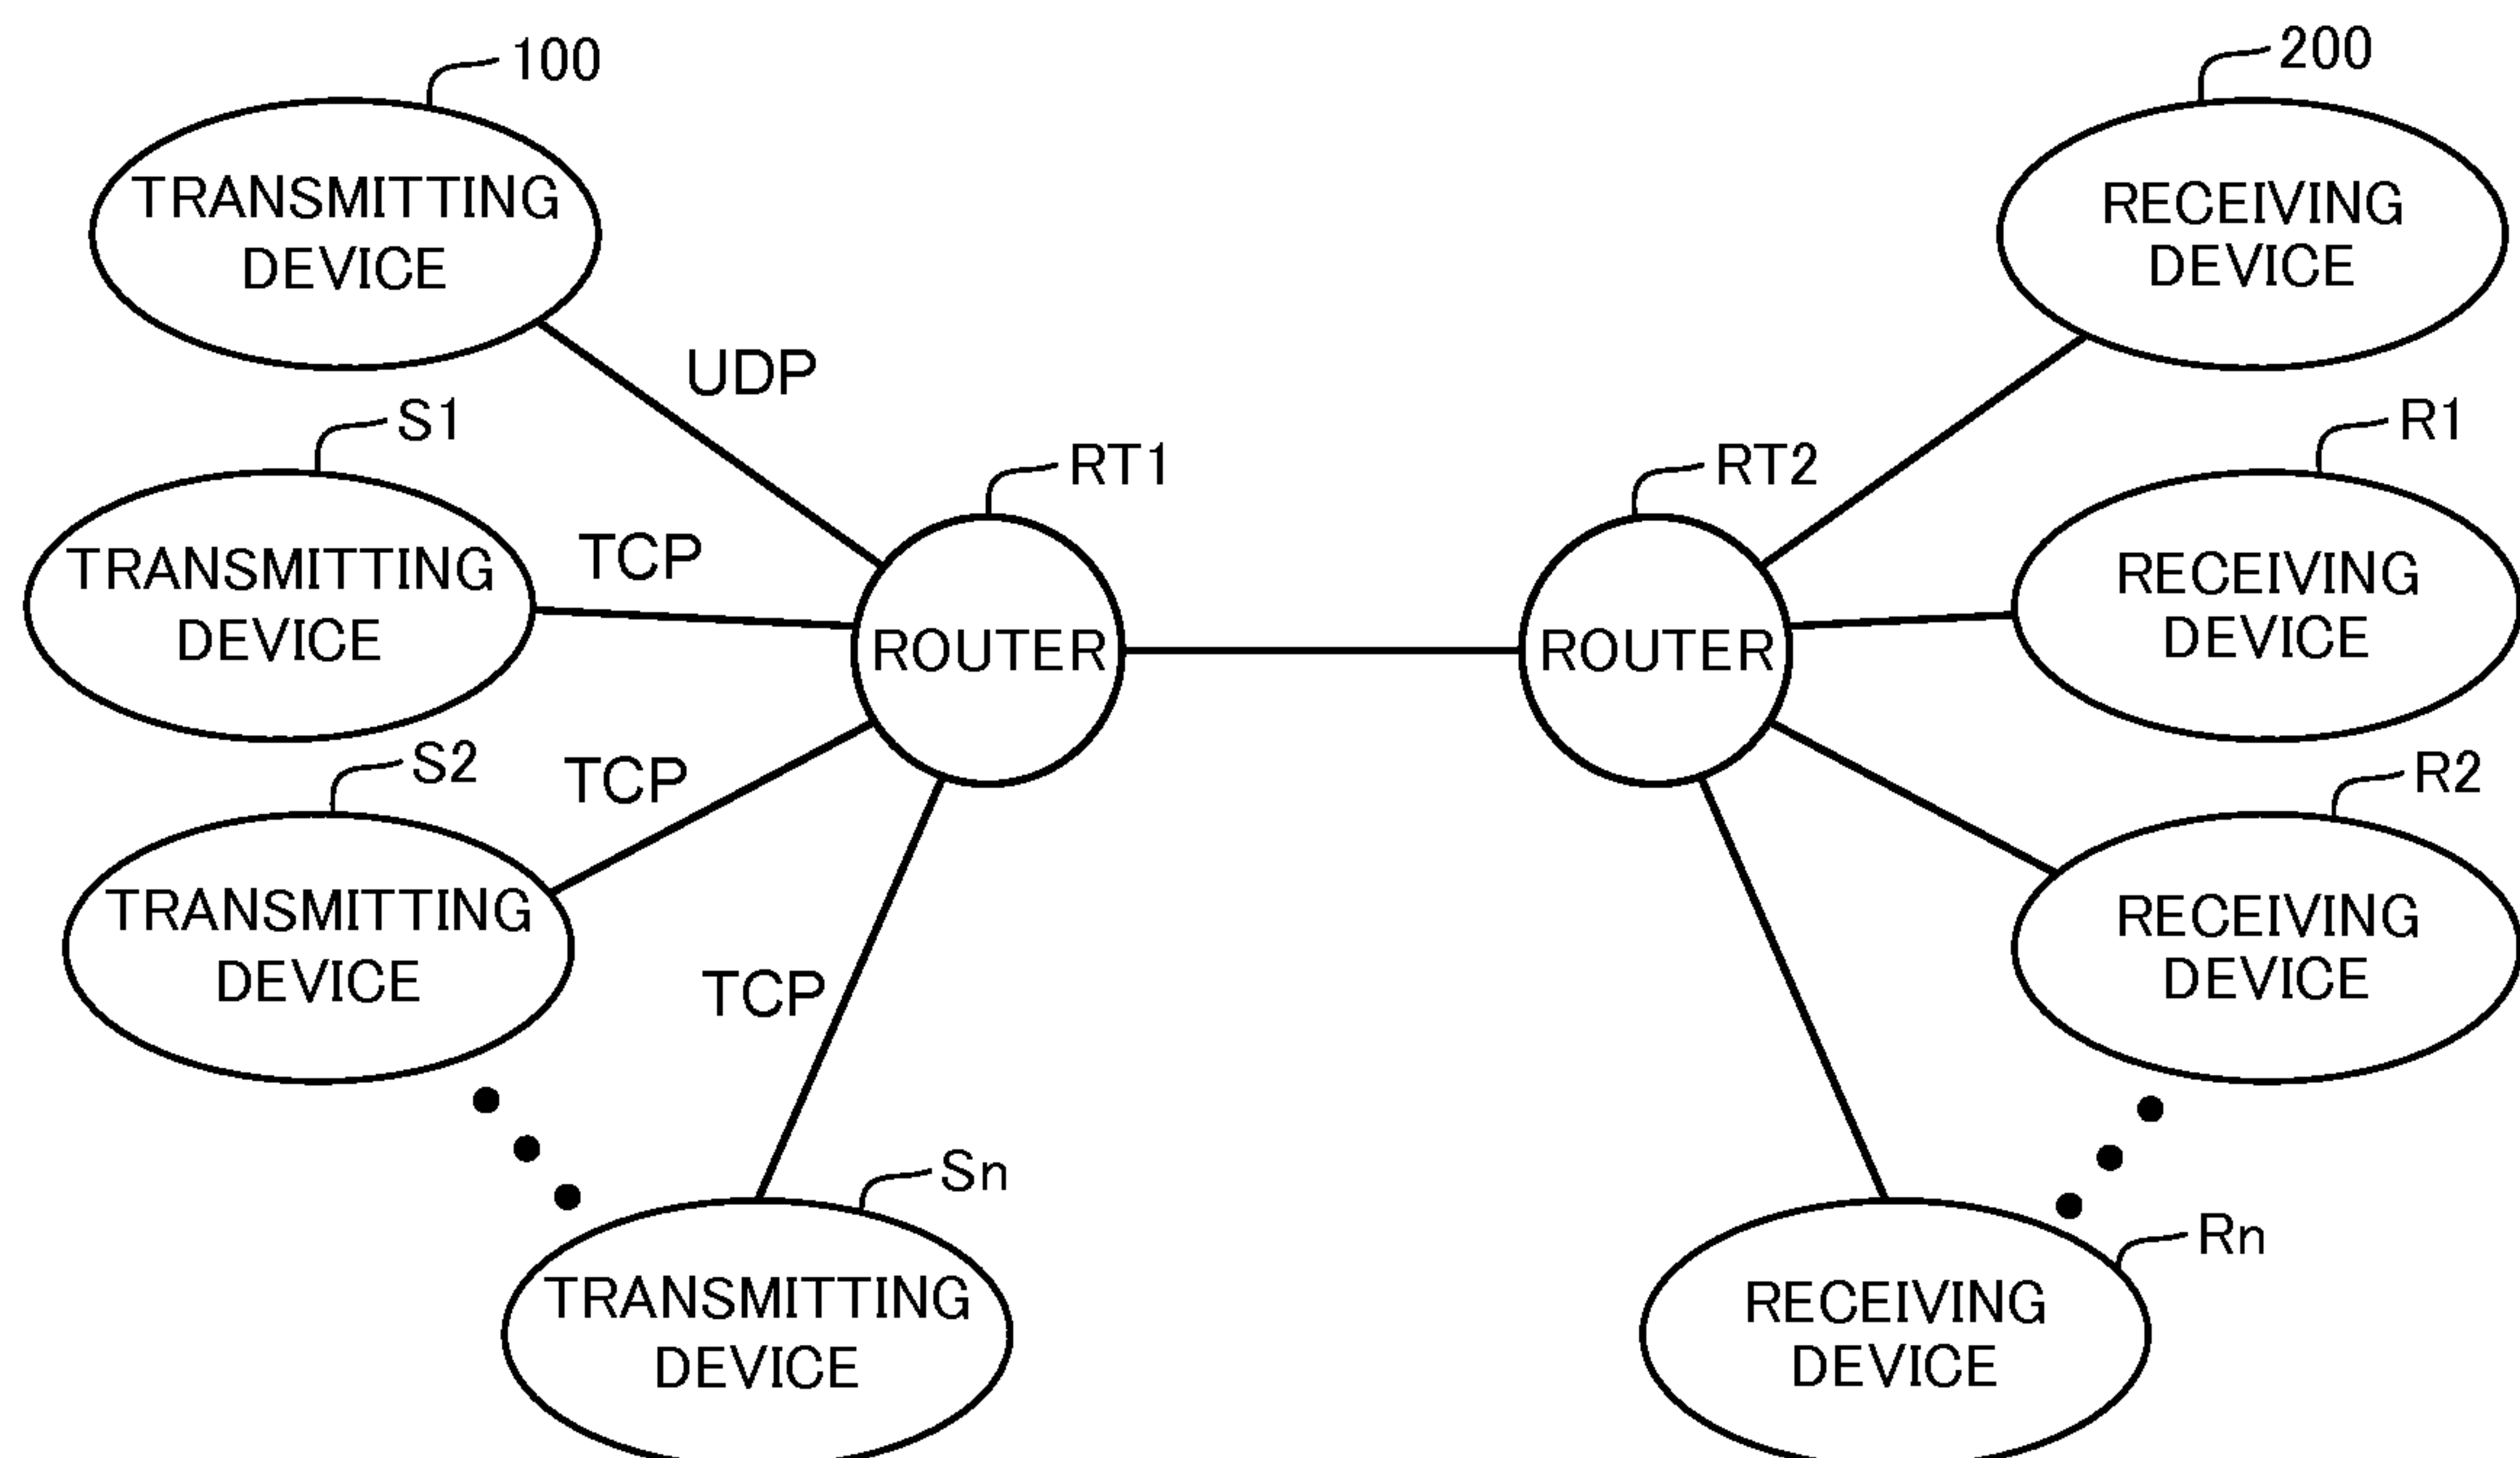 100
200
TRANSMITTING
DEVICE
RECEIVING
DEVICE
UDP
S1
R1
RT1
RT2
TRANSMITTING
DEVICE
TCP
ROUTER
ROUTER
RECEIVING
DEVICE
S2
TCP
R2
TRANSMITTING
DEVICE
RECEIVING
DEVICE
TCP
Sn
Rn
TRANSMITTING
DEVICE
RECEIVING
DEVICE